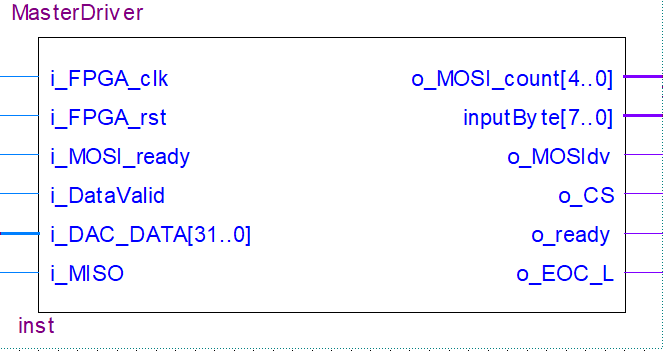 MasterDriver
i_FPGA_clk o_MOSI_count[4..0]
i_FPGA_rst inputByte[7..0]
i_MOSI_ready o_MOSIdv
i_DataValid o_CS
i_DAC_DATA[31..0] o_ready
i_MISO o_EOC_L
inst